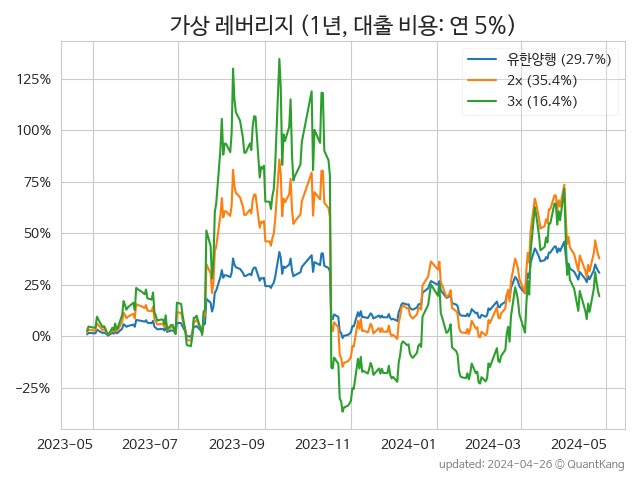 가상 레버리지 (1년, 대출 비용: 연 5%)
유한양행 (29.7%)
2x (35.4%)
3x (16.4%)
125%
100%
75%
50%
25%
0%
−25%
2023-05 2023-07 2023-09 2023-11 2024-01 2024-03 2024-05
updated: 2024-04-26 © QuantKang